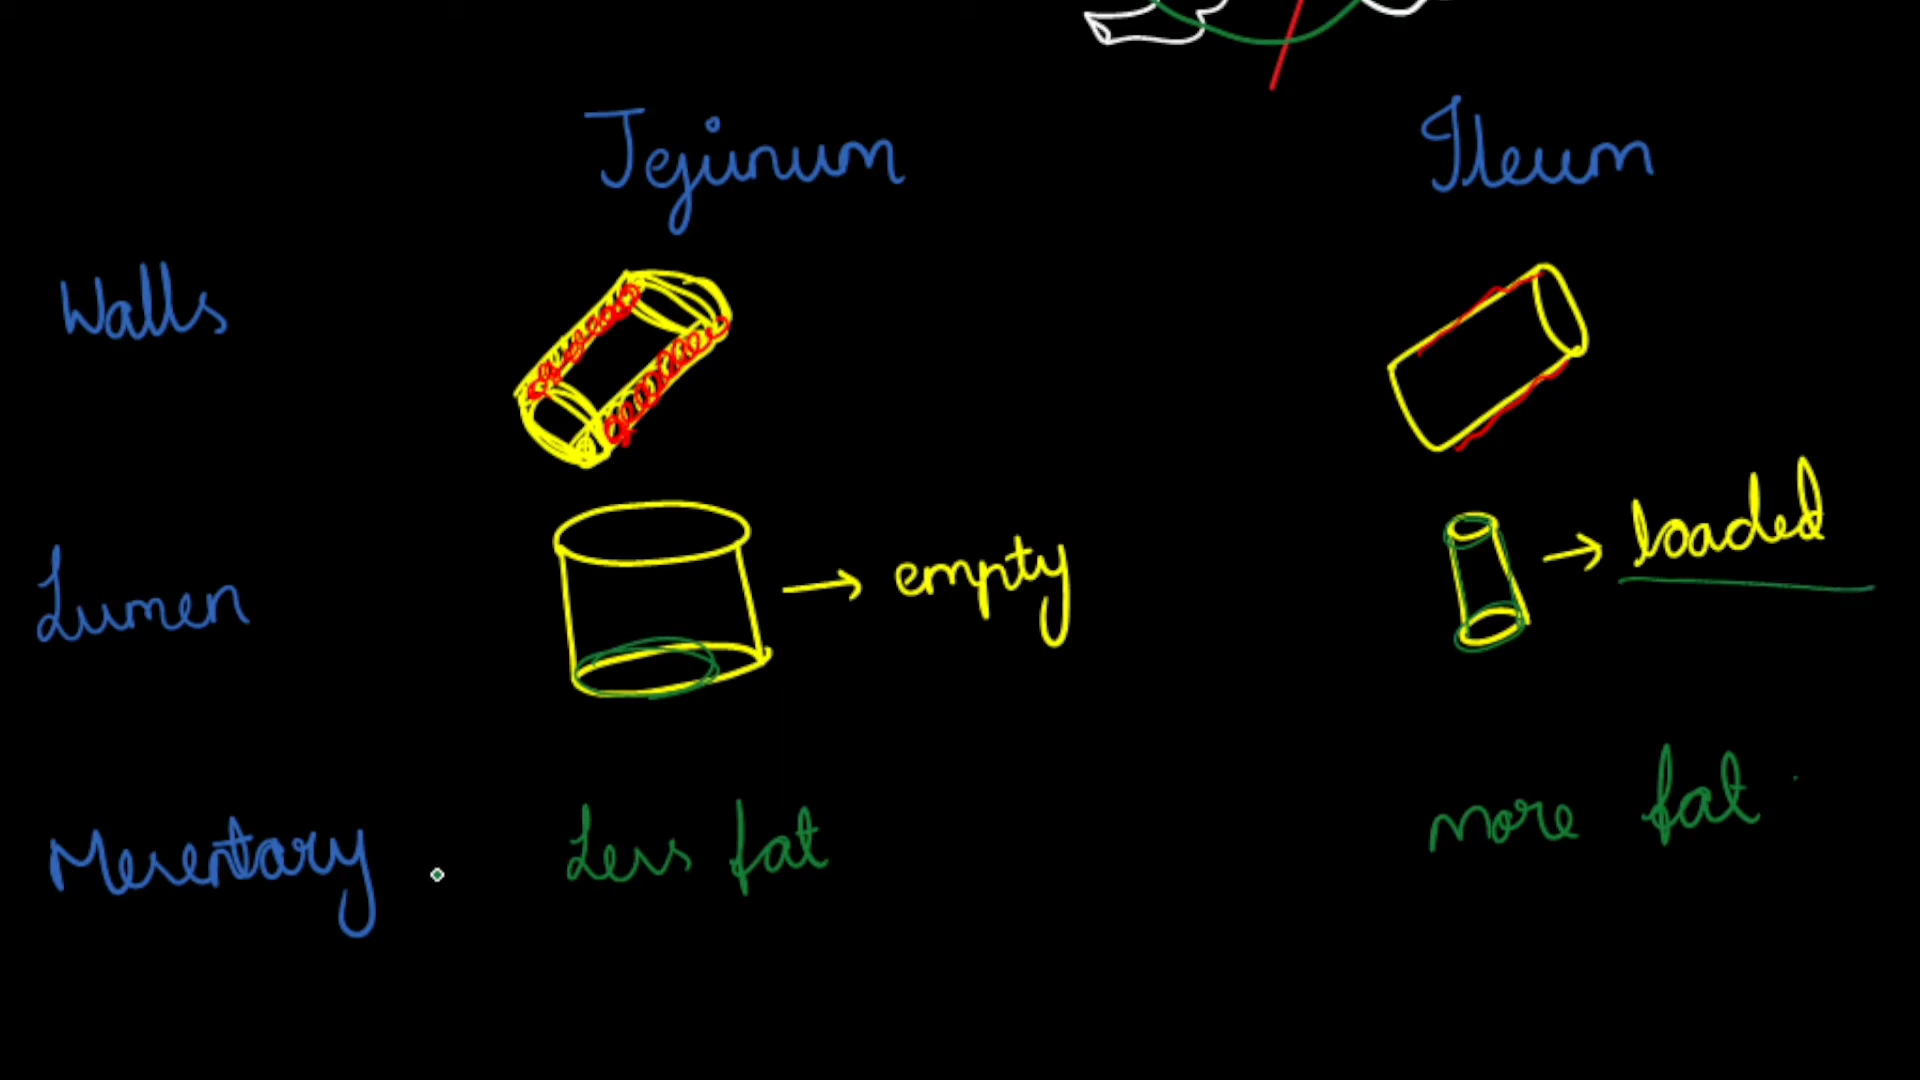 Jejunum Ileum
Walls
Lumen → empty → loaded
Mesentary Less fat more fat